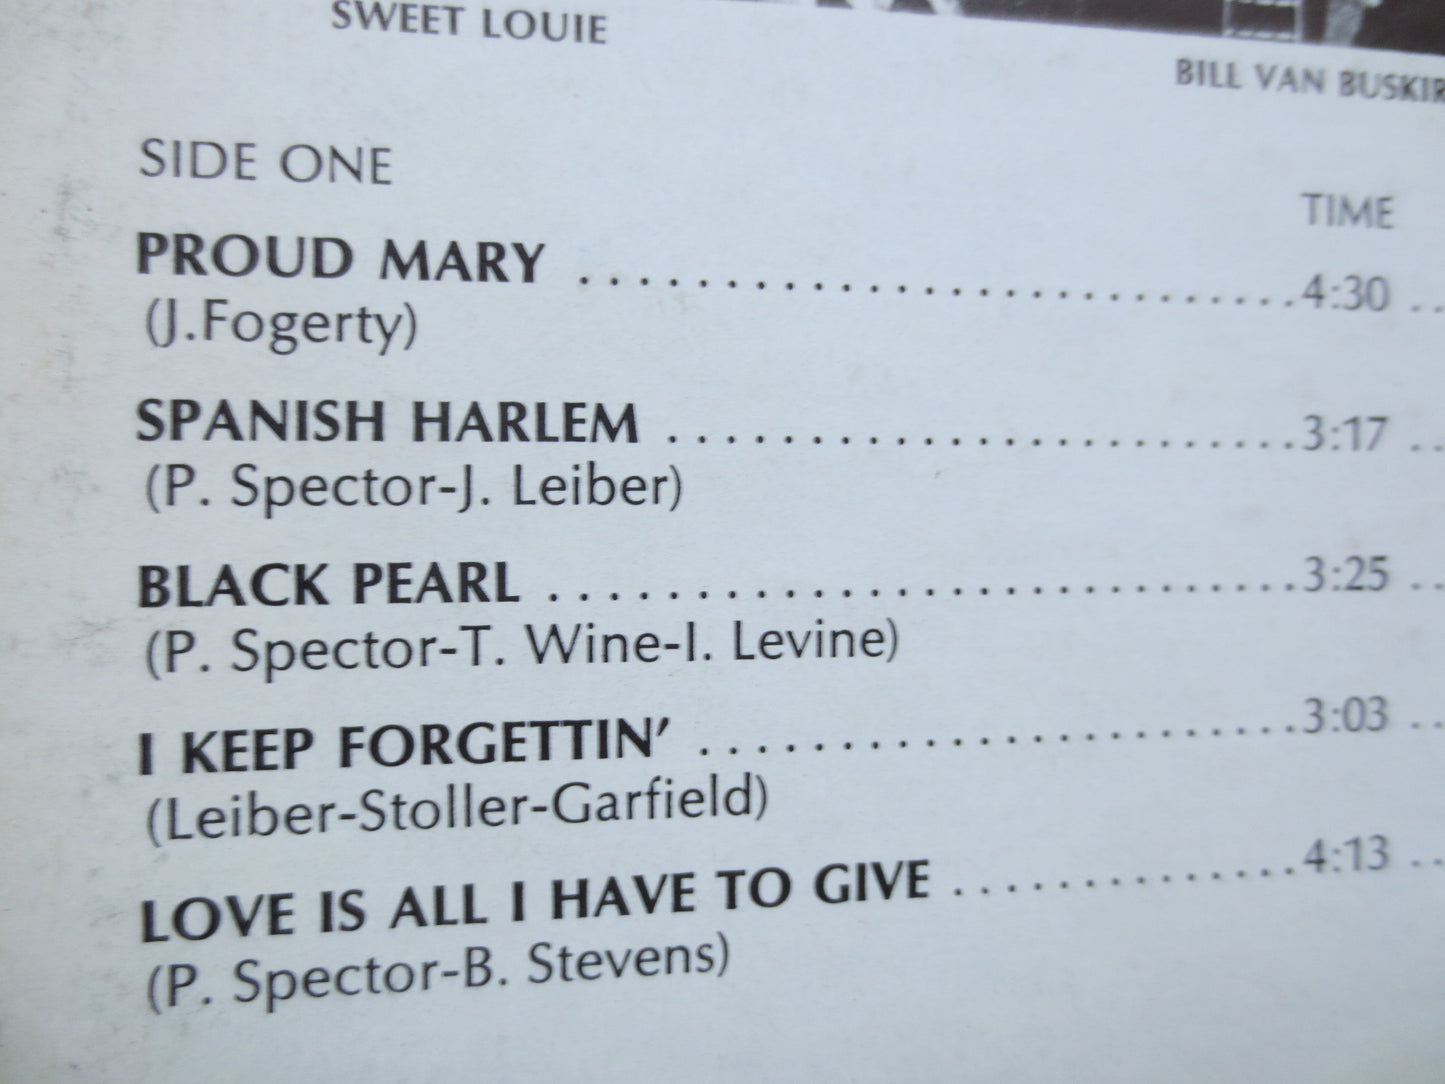 SWEET LOUIE
BILL VAN BUSKIR
SIDE ONE
TIME
PROUD MARY ..............................4:30 ..
(J.Fogerty)
SPANISH HARLEM ......................3:17 ..
(P. Spector-J. Leiber)
BLACK PEARL ..........................3:25 ..
(P. Spector-T. Wine-I. Levine)
I KEEP FORGETTIN’ .....................3:03 ..
(Leiber-Stoller-Garfield)
LOVE IS ALL I HAVE TO GIVE .............4:13 ..
(P. Spector-B. Stevens)